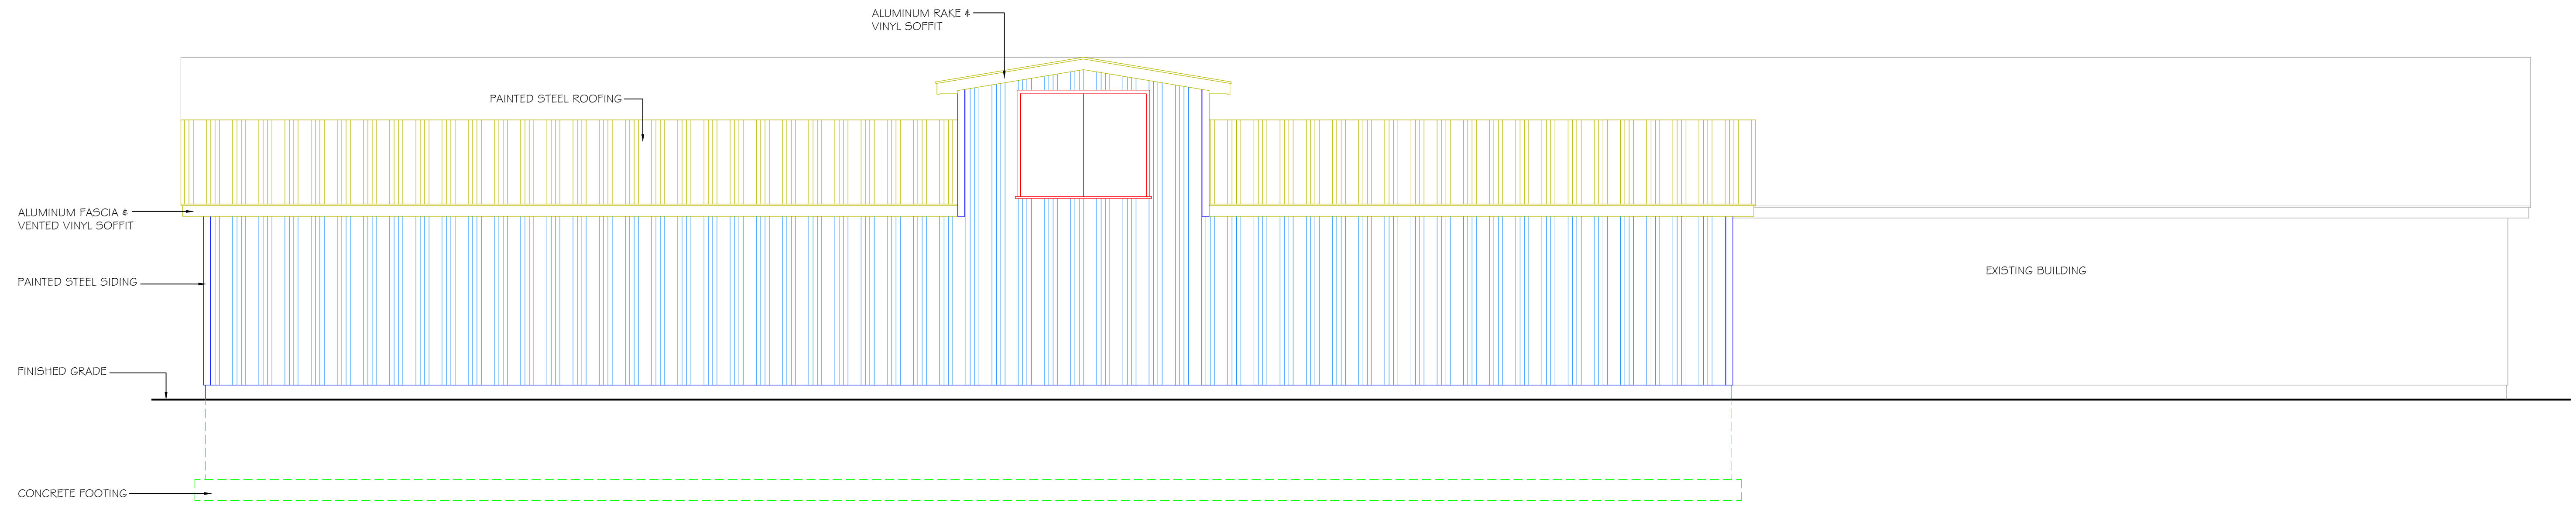 ALUMINUM RAKE &
VINYL SOFFIT
PAINTED STEEL ROOFING
ALUMINUM FASCIA &
VENTED VINYL SOFFIT
EXISTING BUILDING
PAINTED STEEL SIDING
FINISHED GRADE
CONCRETE FOOTING